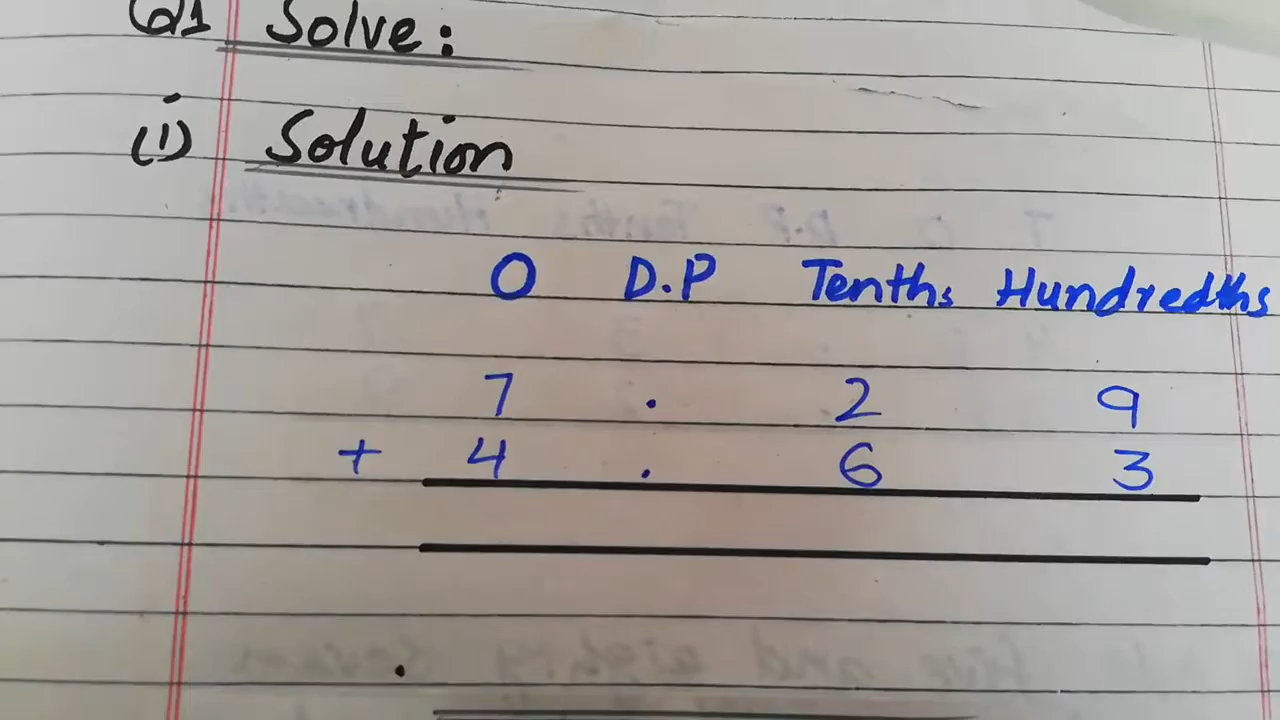 Q1 Solve:
(i) Solution
O D.P Tenths Hundredths
7 . 2 9
+ 4 . 6 3